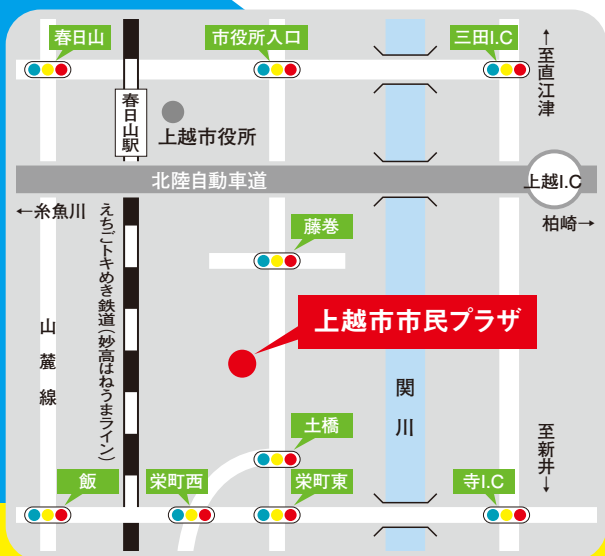 春日山
市役所入口
三田I.C
↑至直江津
春日山駅
上越市役所
北陸自動車道
上越I.C
←糸魚川
柏崎→
えちごトキめき鉄道(妙高はねうまライン)
藤巻
上越市市民プラザ
山麓線
関川
土橋
至新井↓
飯
栄町西
栄町東
寺I.C